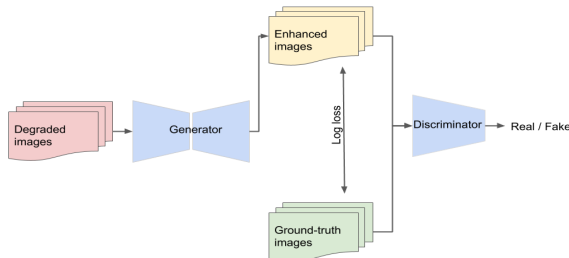 Enhanced
images
Degraded
images
Generator
Log loss
Discriminator
Real / Fake
Ground-truth
images